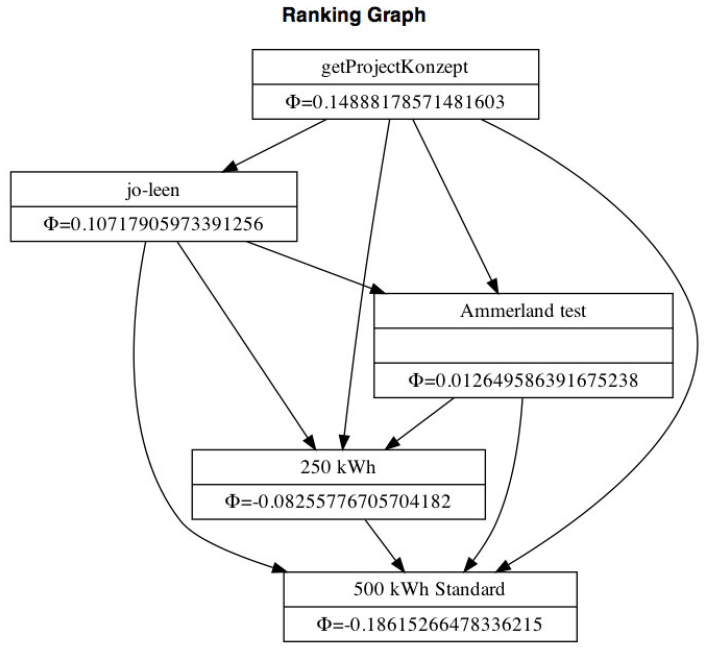 Ranking Graph
getProjectKonzept
Φ=0.14888178571481603
jo-leen
Φ=0.10717905973391256
Ammerland test
Φ=0.012649586391675238
250 kWh
Φ=-0.08255776705704182
500 kWh Standard
Φ=-0.18615266478336215